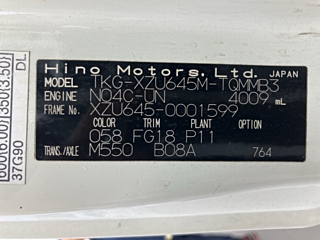 Hino Motors, Ltd. JAPAN
MODEL TKG-XZU645M-TQMMB3
ENGINE N04C-UN 4009 mL
FRAME No. XZU645-0001599
COLOR TRIM PLANT
058 FG18 P11
TRANS./AXLE M550 B08A 764
DL
37G90